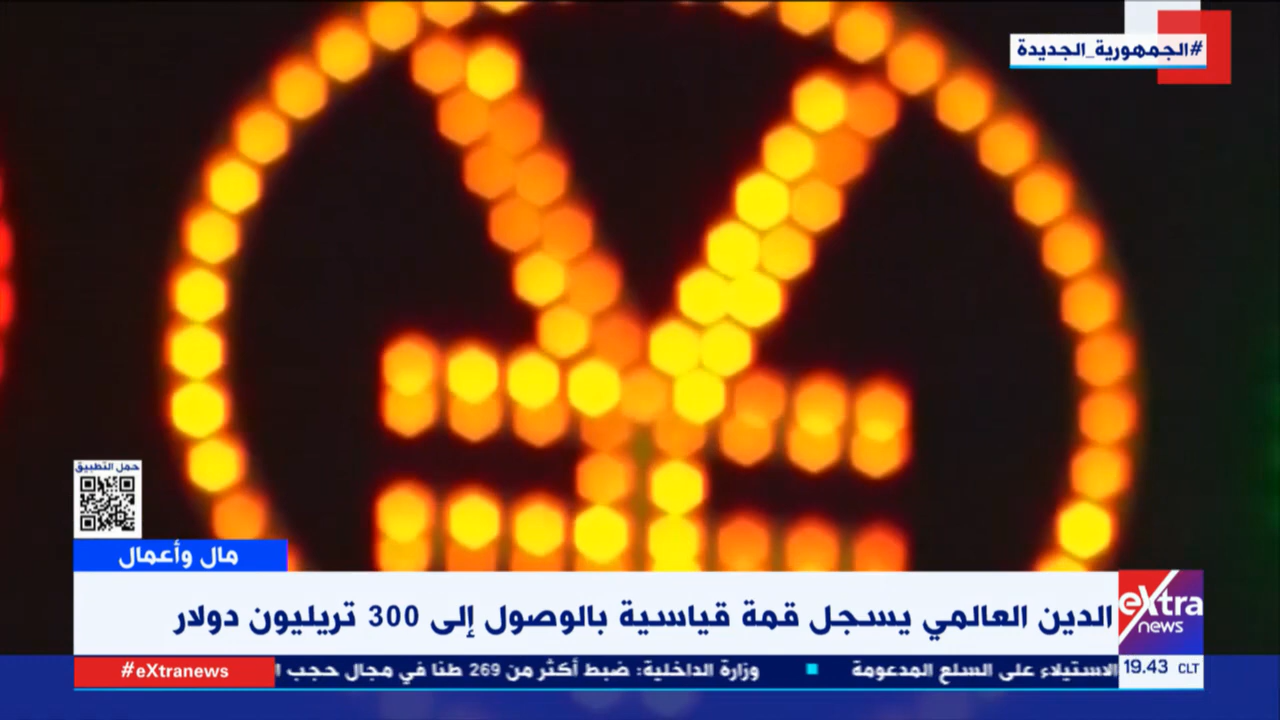 #الجمهورية_الجديدة
حمل التطبيق
مال وأعمال
الدين العالمي يسجل قمة قياسية بالوصول إلى 300 تريليون دولار
eXtra
news
#eXtranews
الاستيلاء على السلع المدعومة ■ وزارة الداخلية: ضبط أكثر من 269 طنا في مجال حجب ا
19.43 CLT